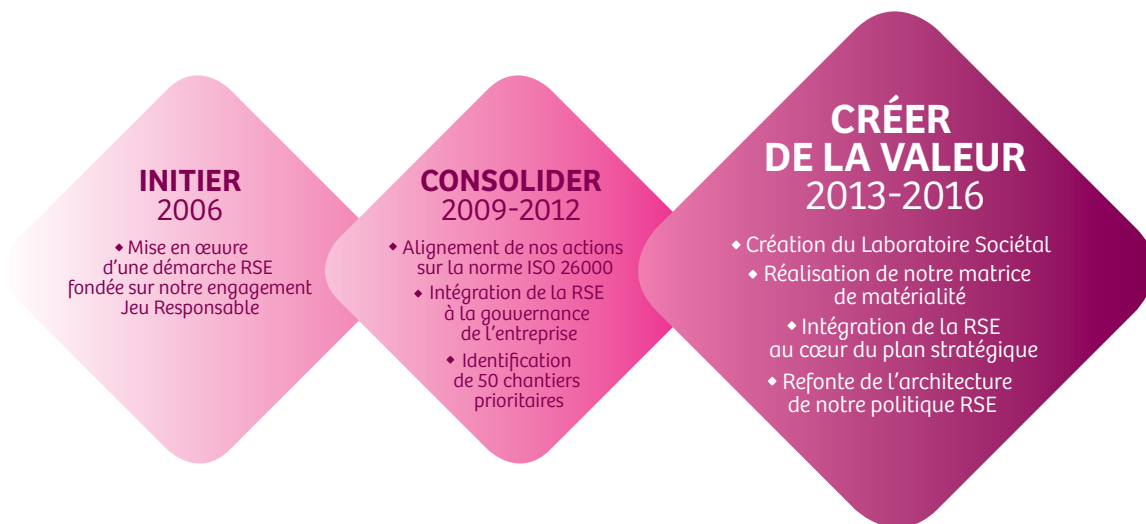 INITIER
2006
◆ Mise en œuvre
d'une démarche RSE
fondée sur notre engagement
Jeu Responsable
CONSOLIDER
2009-2012
◆ Alignement de nos actions
sur la norme ISO 26000
◆ Intégration de la RSE
à la gouvernance
de l'entreprise
◆ Identification
de 50 chantiers
prioritaires
CRÉER
DE LA VALEUR
2013-2016
◆ Création du Laboratoire Sociétal
◆ Réalisation de notre matrice
de matérialité
◆ Intégration de la RSE
au cœur du plan stratégique
◆ Refonte de l'architecture
de notre politique RSE